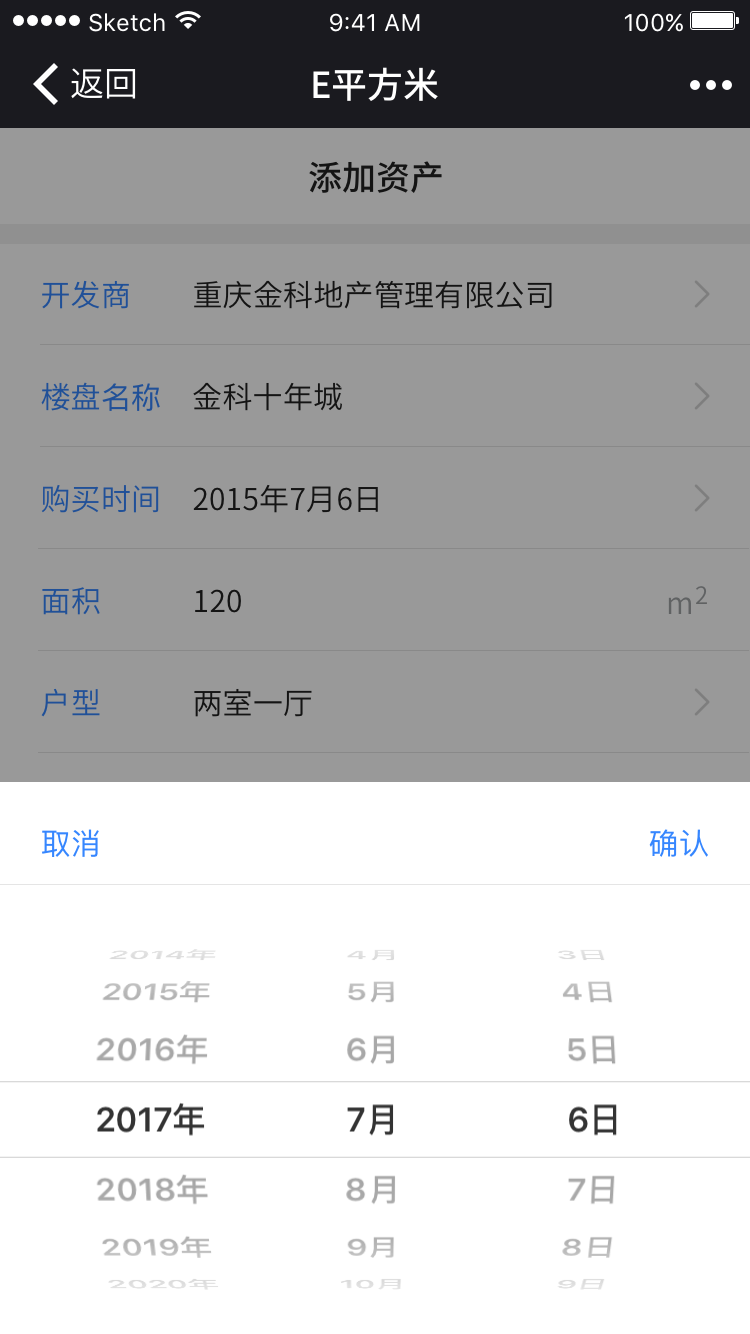 ●●●●● Sketch 9:41 AM 100%
返回 E平方米 •••
添加资产
开发商 重庆金科地产管理有限公司
楼盘名称 金科十年城
购买时间 2015年7月6日
面积 120 m²
户型 两室一厅
取消 确认
2014年 4月 3日
2015年 5月 4日
2016年 6月 5日
2017年 7月 6日
2018年 8月 7日
2019年 9月 8日
2020年 10月 9日